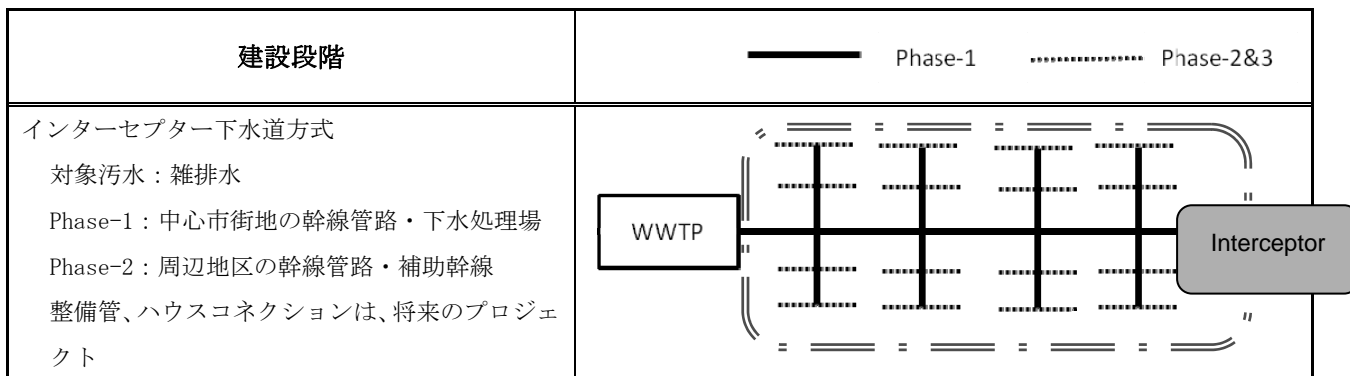 建設段階
Phase-1
Phase-2&3
インターセプター下水道方式
対象汚水：雑排水
Phase-1：中心市街地の幹線管路・下水処理場
Phase-2：周辺地区の幹線管路・補助幹線
整備管、ハウスコネクションは、将来のプロジェ
クト
WWTP
Interceptor